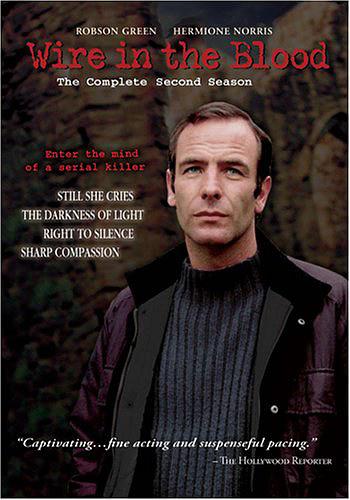 ROBSON GREEN HERMIONE NORRIS
Wire in the Blood
The Complete Second Season
Enter the mind
of a serial killer
STILL SHE CRIES
THE DARKNESS OF LIGHT
RIGHT TO SILENCE
SHARP COMPASSION
“Captivating...fine acting and suspenseful pacing.”
– THE HOLLYWOOD REPORTER